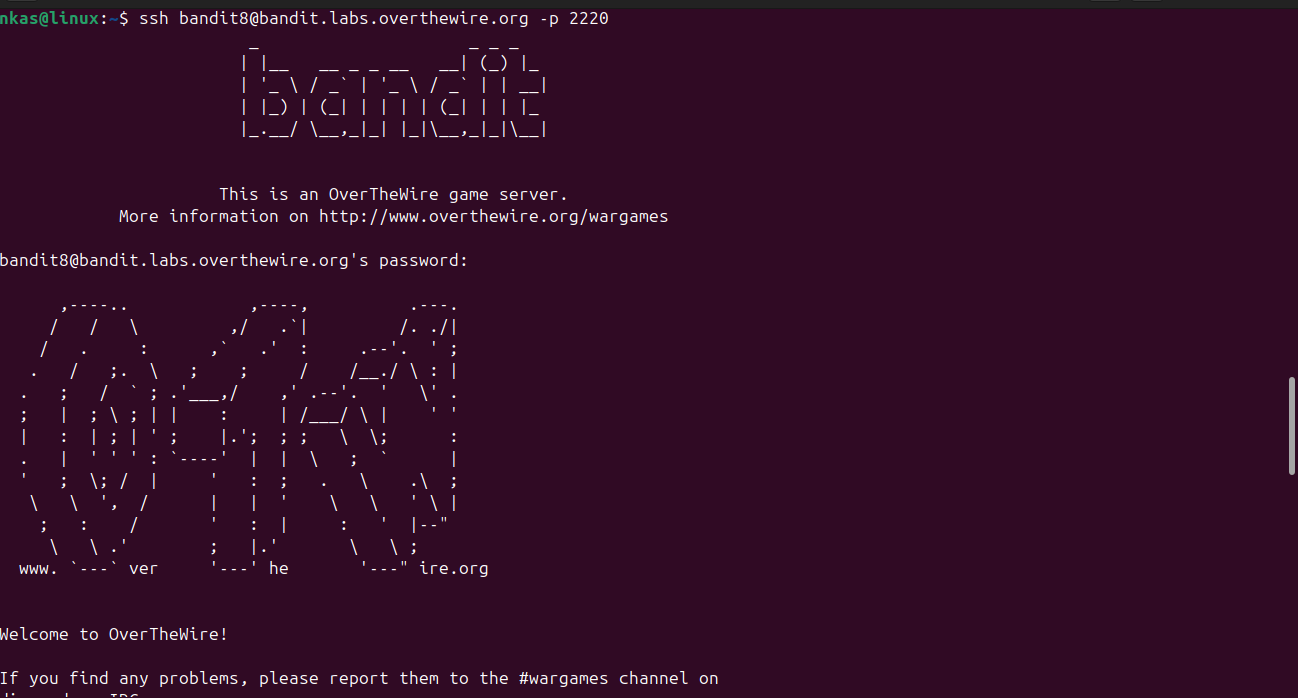 nkas@linux:~$ ssh bandit8@bandit.labs.overthewire.org -p 2220
bandit
This is an OverTheWire game server.
More information on http://www.overthewire.org/wargames
bandit8@bandit.labs.overthewire.org's password:
www. `---` ver '---' he '---" ire.org
Welcome to OverTheWire!
If you find any problems, please report them to the #wargames channel on